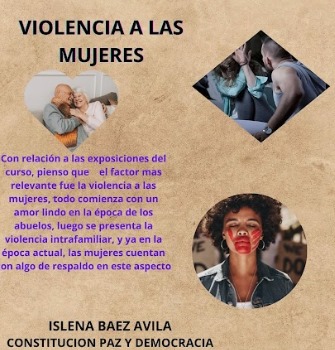 VIOLENCIA A LAS
MUJERES
Con relación a las exposiciones del
curso, pienso que el factor mas
relevante fue la violencia a las
mujeres, todo comienza con un
amor lindo en la época de los
abuelos, luego se presenta la
violencia intrafamiliar, y ya en la
época actual, las mujeres cuentan
on algo de respaldo en este aspecto
ISLENA BAEZ AVILA
CONSTITUCION PAZ Y DEMOCRACIA